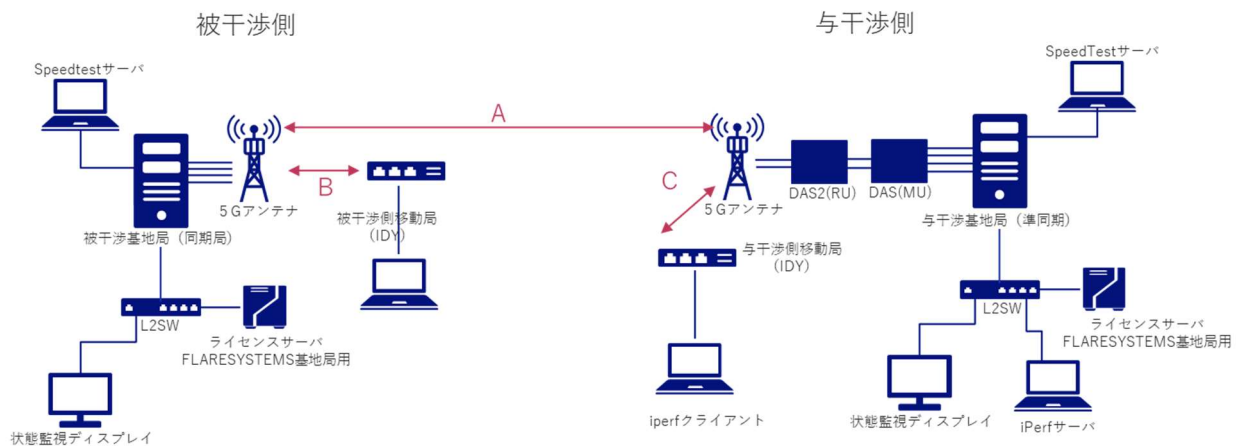 被干渉側
与干渉側
Speedtestサーバ
SpeedTestサーバ
A
B
C
5Gアンテナ
被干渉基地局（同期局）
被干渉側移動局
（IDY）
L2SW
ライセンスサーバ
FLARESYSTEMS基地局用
状態監視ディスプレイ
5Gアンテナ
DAS2(RU)
DAS(MU)
与干渉基地局（準同期）
与干渉側移動局
（IDY）
iperfクライアント
L2SW
ライセンスサーバ
FLARESYSTEMS基地局用
状態監視ディスプレイ
iPerfサーバ